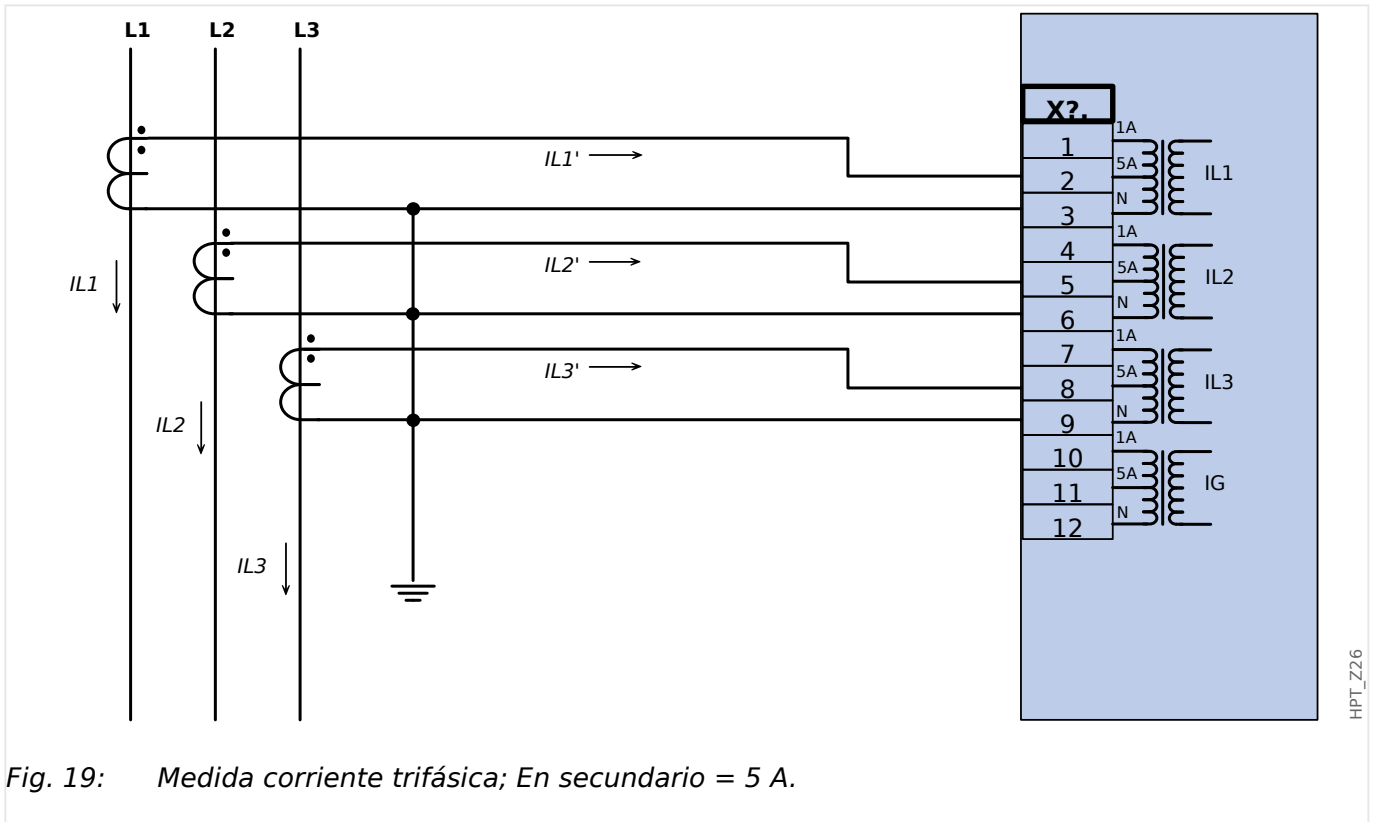 L1 L2 L3
X?.
1 1A
IL1'
2 5A IL1
3 N
4 1A
IL2'
5 5A IL2
IL1
6 N
7 1A
IL3'
8 5A IL3
9 N
IL2
10 1A
11 5A IG
12 N
IL3
HPT_Z26
Fig. 19: Medida corriente trifásica; En secundario = 5 A.